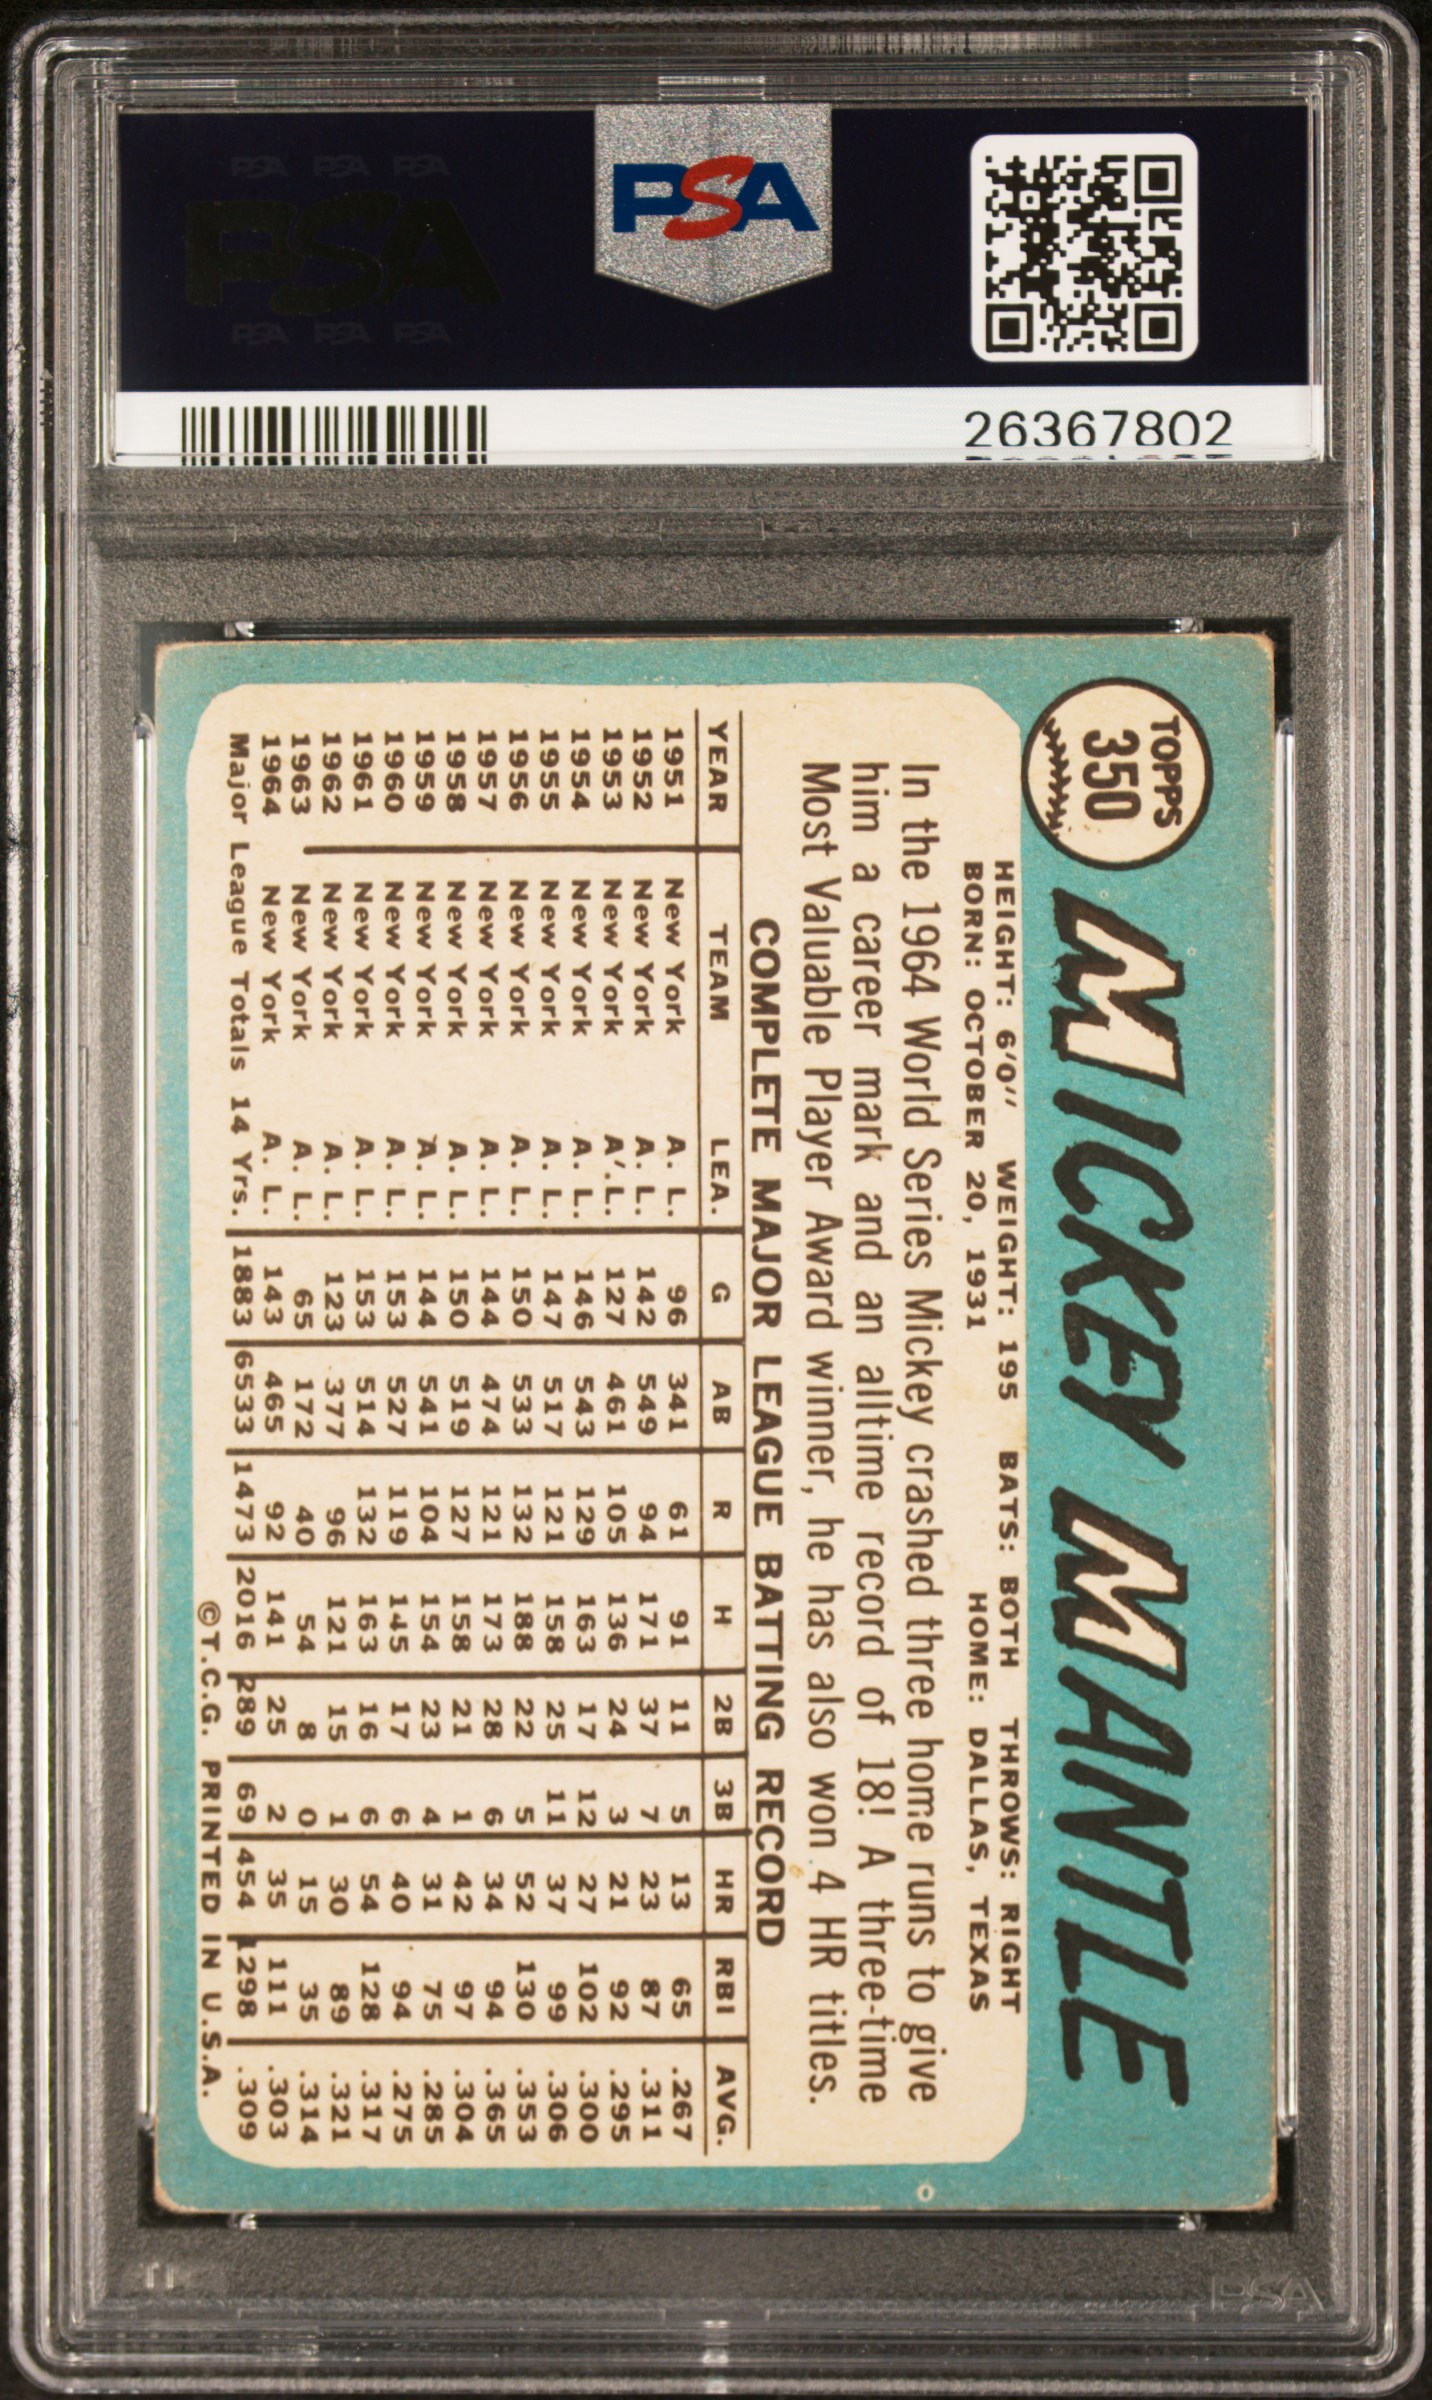 PSA PSA PSA
PSA
PSA PSA PSA
PSA
26367802
TOPPS
350
MICKEY MANTLE
HEIGHT: 6'0" WEIGHT: 195 BATS: BOTH THROWS: RIGHT
BORN: OCTOBER 20, 1931 HOME: DALLAS, TEXAS
In the 1964 World Series Mickey crashed three home runs to give
him a career mark and an alltime record of 18! A three-time
Most Valuable Player Award winner, he has also won 4 HR titles.
COMPLETE MAJOR LEAGUE BATTING RECORD
YEAR TEAM LEA. G AB R H 2B 3B HR RBI AVG.
1951 New York A. L. 96 341 61 91 11 5 13 65 .267
1952 New York A. L. 142 549 94 171 37 7 23 87 .311
1953 New York A. L. 127 461 105 136 24 3 21 92 .295
1954 New York A. L. 146 543 129 163 17 12 27 102 .300
1955 New York A. L. 147 517 121 158 25 11 37 99 .306
1956 New York A. L. 150 533 132 188 22 5 52 130 .353
1957 New York A. L. 144 474 121 173 28 6 34 94 .365
1958 New York A. L. 150 519 127 158 21 1 42 97 .304
1959 New York A. L. 144 541 104 154 23 4 31 75 .285
1960 New York A. L. 153 527 119 145 17 6 40 94 .275
1961 New York A. L. 153 514 132 163 16 6 54 128 .317
1962 New York A. L. 123 377 96 121 15 1 30 89 .321
1963 New York A. L. 65 172 40 54 8 0 15 35 .314
1964 New York A. L. 143 465 92 141 25 2 35 111 .303
Major League Totals 14 Yrs. 1883 6533 1473 2016 289 69 454 1298 .309
©T.C.G. PRINTED IN U.S.A.
PSA